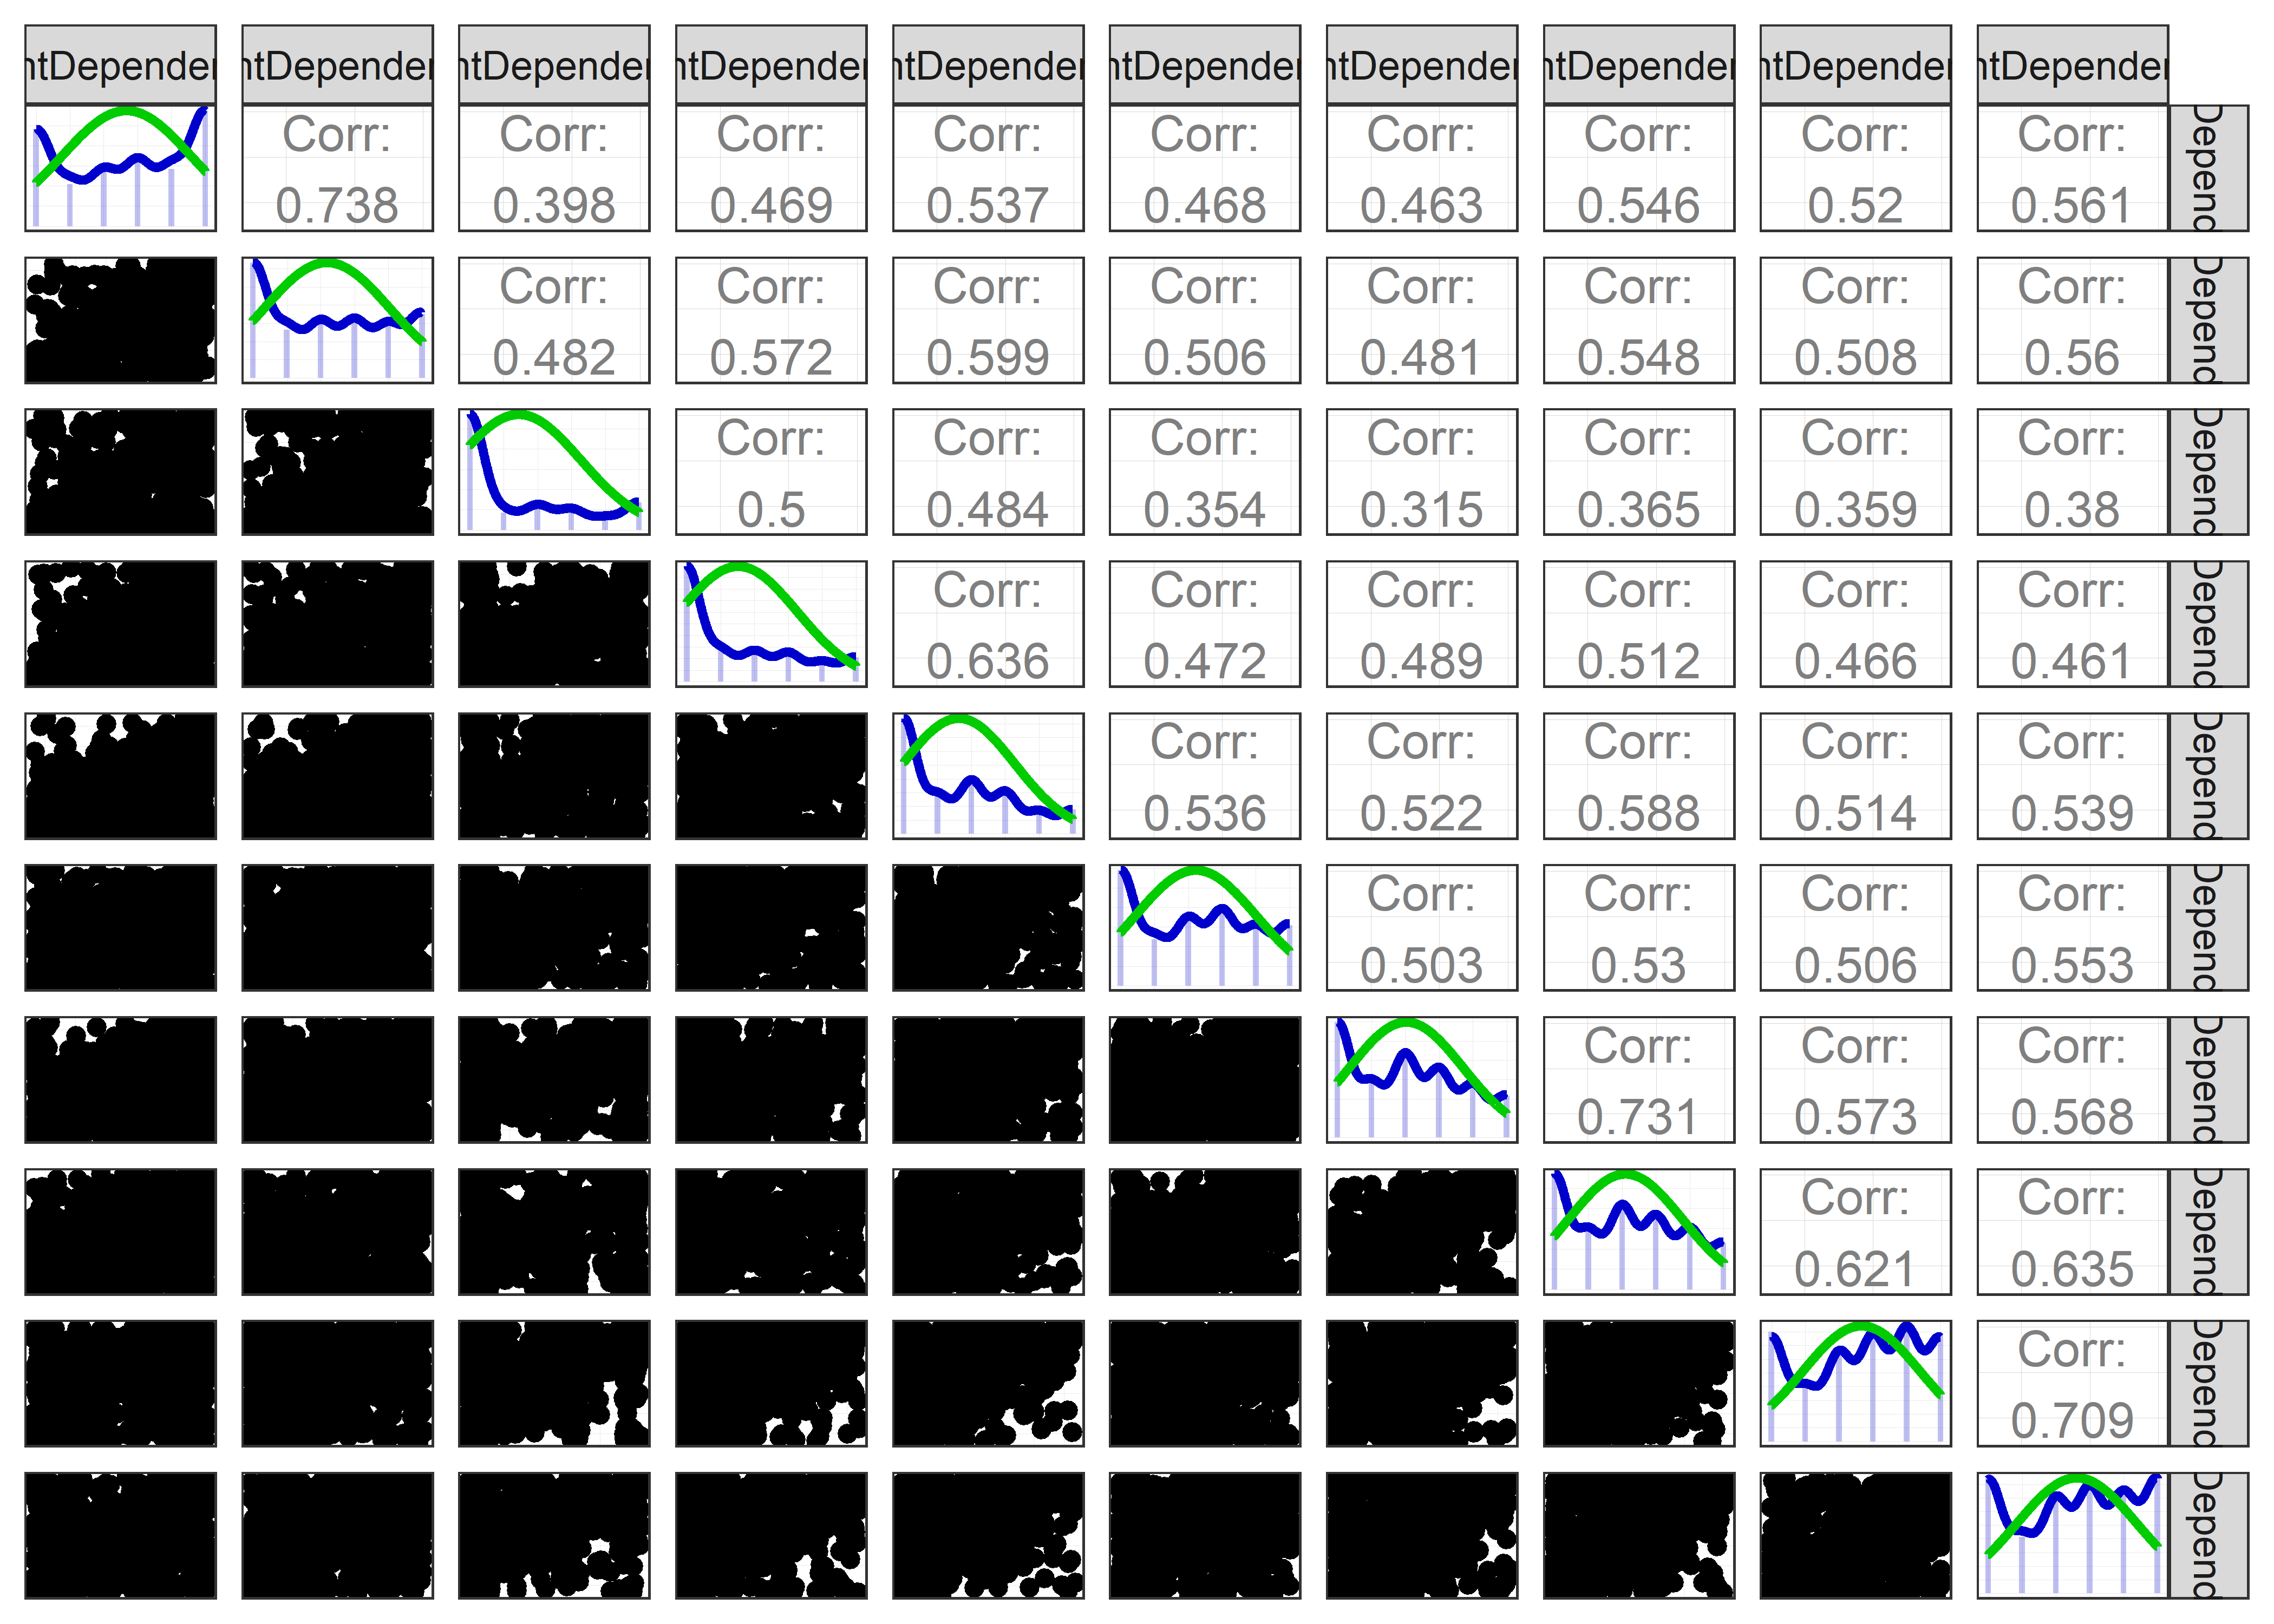 ntDepender ntDepender ntDepender ntDepender ntDepender ntDepender ntDepender ntDepender ntDepender ntDepender
Corr: Corr: Corr: Corr: Corr: Corr: Corr: Corr: Corr: Depend
0.738 0.398 0.469 0.537 0.468 0.463 0.546 0.52 0.561
Corr: Corr: Corr: Corr: Corr: Corr: Corr: Corr: Depend
0.482 0.572 0.599 0.506 0.481 0.548 0.508 0.56
Corr: Corr: Corr: Corr: Corr: Corr: Corr: Depend
0.5 0.484 0.354 0.315 0.365 0.359 0.38
Corr: Corr: Corr: Corr: Corr: Corr: Depend
0.636 0.472 0.489 0.512 0.466 0.461
Corr: Corr: Corr: Corr: Corr: Depend
0.536 0.522 0.588 0.514 0.539
Corr: Corr: Corr: Corr: Depend
0.503 0.53 0.506 0.553
Corr: Corr: Corr: Depend
0.731 0.573 0.568
Corr: Corr: Depend
0.621 0.635
Corr: Depend
0.709
Depend